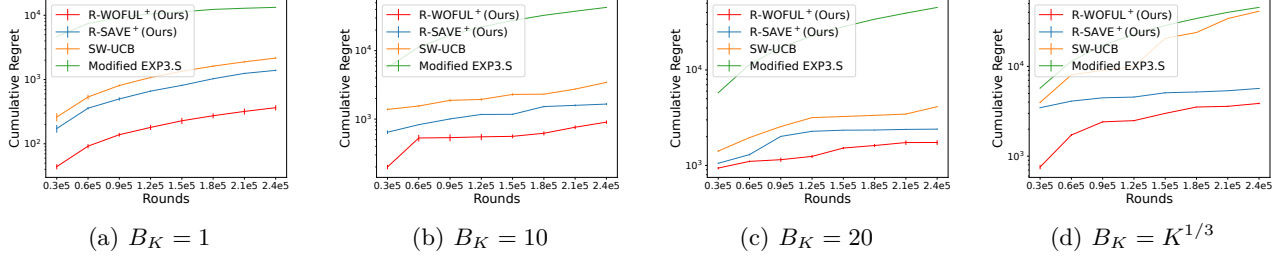 Cumulative Regret
10⁴
10³
10²
R-WOFUL⁺(Ours)
R-SAVE⁺(Ours)
SW-UCB
Modified EXP3.S
0.3e5 0.6e5 0.9e5 1.2e5 1.5e5 1.8e5 2.1e5 2.4e5
Rounds
(a) B_K = 1
Cumulative Regret
10⁴
10³
R-WOFUL⁺(Ours)
R-SAVE⁺(Ours)
SW-UCB
Modified EXP3.S
0.3e5 0.6e5 0.9e5 1.2e5 1.5e5 1.8e5 2.1e5 2.4e5
Rounds
(b) B_K = 10
Cumulative Regret
10⁴
10³
R-WOFUL⁺(Ours)
R-SAVE⁺(Ours)
SW-UCB
Modified EXP3.S
0.3e5 0.6e5 0.9e5 1.2e5 1.5e5 1.8e5 2.1e5 2.4e5
Rounds
(c) B_K = 20
Cumulative Regret
10⁴
10³
R-WOFUL⁺(Ours)
R-SAVE⁺(Ours)
SW-UCB
Modified EXP3.S
0.3e5 0.6e5 0.9e5 1.2e5 1.5e5 1.8e5 2.1e5 2.4e5
Rounds
(d) B_K = K^{1/3}